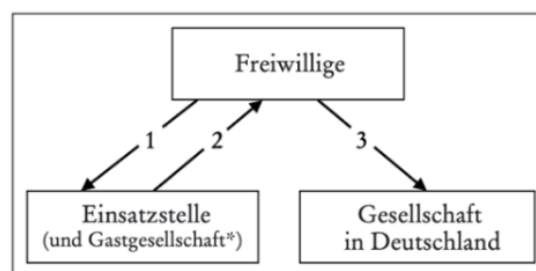 Freiwillige
1
2
3
Einsatzstelle
(und Gastgesellschaft*)
Gesellschaft
in Deutschland